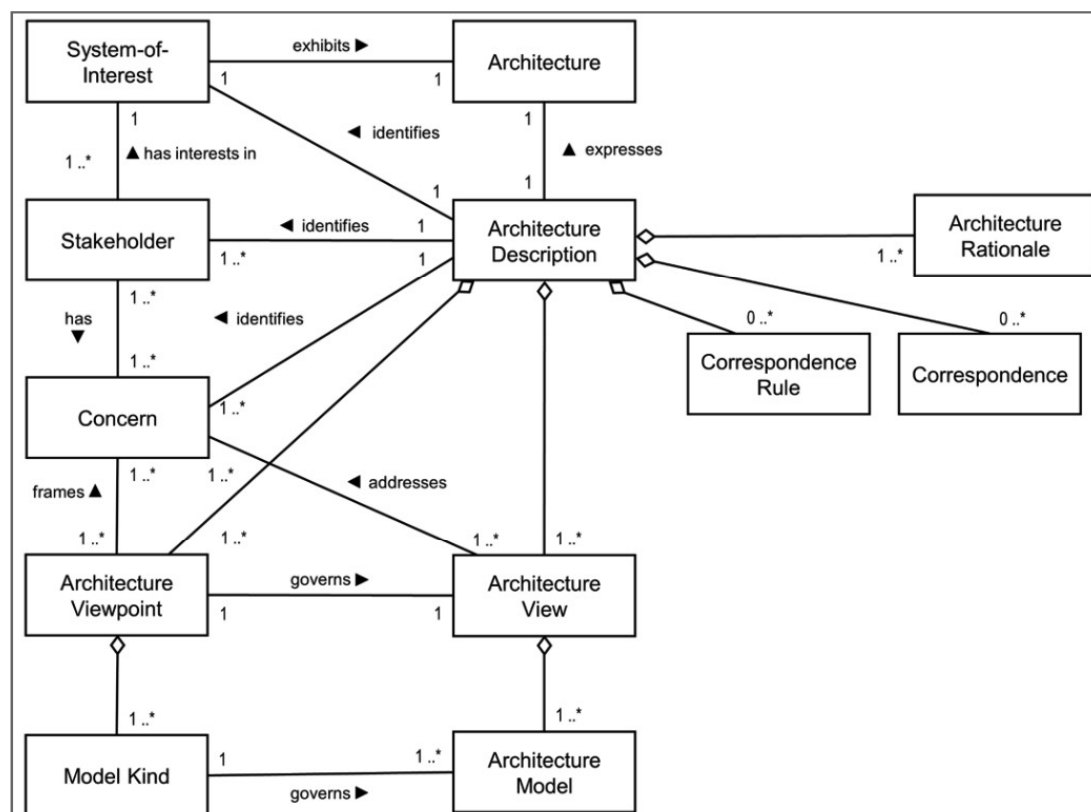 System-of-
Interest
exhibits ►
Architecture
1
1
1
◄ identifies
1
1 ..*
▲ has interests in
▲ expresses
1
1
Stakeholder
◄ identifies
1
1 ..*
1
Architecture
Description
Architecture
Rationale
1 ..*
1 ..*
has
▼
◄ identifies
0 ..*
0 ..*
1 ..*
Correspondence
Rule
Correspondence
Concern
1 ..*
1 ..*
1 ..*
frames ▲
◄ addresses
1 ..*
1 ..*
1 ..*
1 ..*
Architecture
Viewpoint
governs ►
1
1
Architecture
View
1 ..*
1 ..*
Model Kind
1
1 ..*
governs ►
Architecture
Model